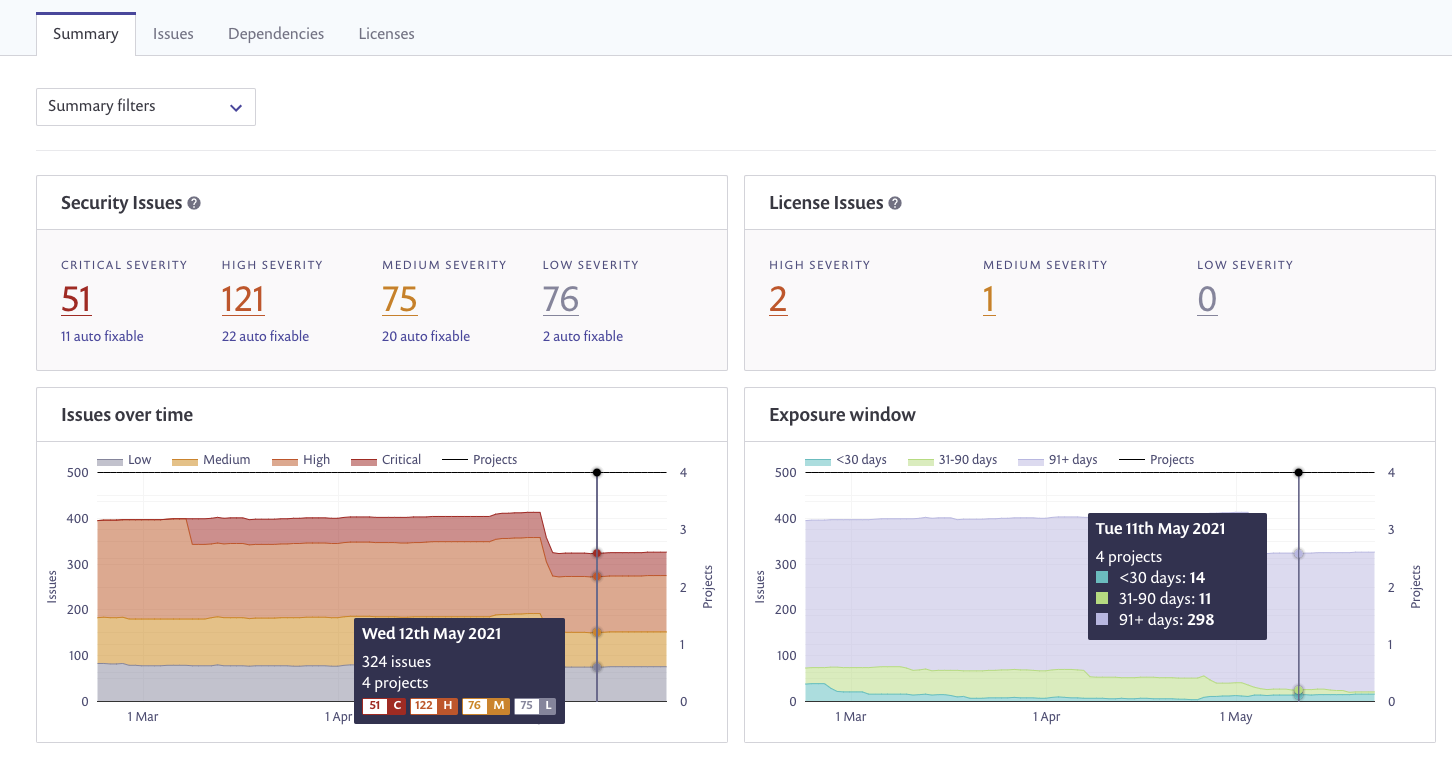 Summary Issues Dependencies Licenses
Summary filters
Security Issues ?
CRITICAL SEVERITY HIGH SEVERITY MEDIUM SEVERITY LOW SEVERITY
51 121 75 76
11 auto fixable 22 auto fixable 20 auto fixable 2 auto fixable
License Issues ?
HIGH SEVERITY MEDIUM SEVERITY LOW SEVERITY
2 1 0
Issues over time
Low Medium High Critical Projects
500 4
400
3
300
2
200
1
100
0 0
Issues
Projects
1 Mar 1 Apr
Wed 12th May 2021
324 issues
4 projects
51 C 122 H 76 M 75 L
Exposure window
<30 days 31-90 days 91+ days Projects
500 4
400
3
300
2
200
1
100
0 0
Issues
Projects
1 Mar 1 Apr 1 May
Tue 11th May 2021
4 projects
<30 days: 14
31-90 days: 11
91+ days: 298